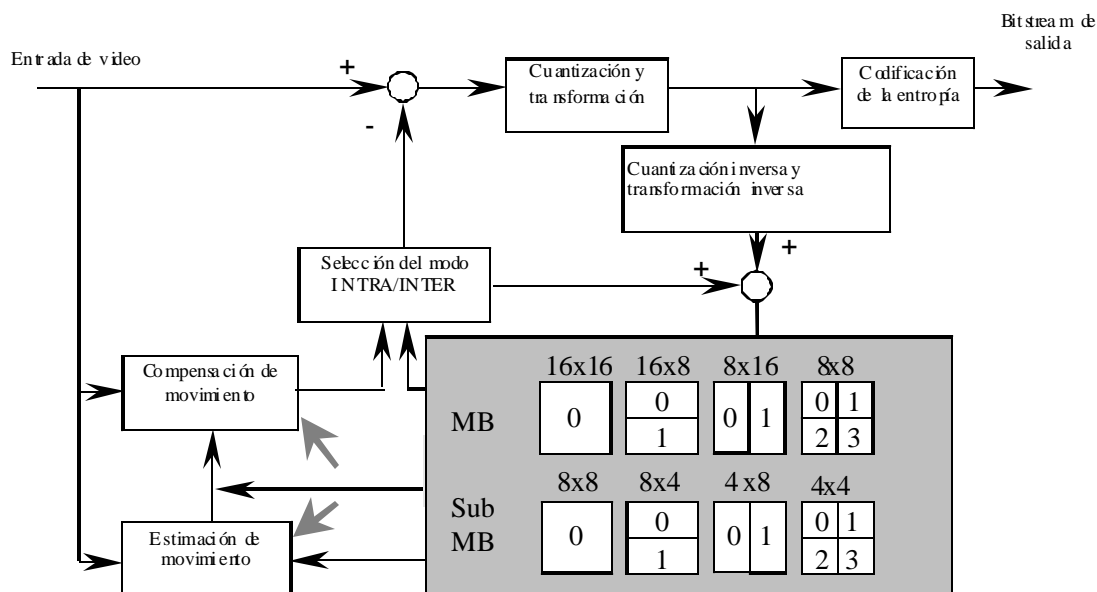 Bitstream de
salida
Entrada de video
+
Cuantización y
transformación
Codificación
de la entropía
-
Cuantización inversa y
transformación inversa
+
Selección del modo
INTRA/INTER
+
16x16 16x8 8x16 8x8
Compensación de
movimiento
MB
0 0 1 0 1 0 1 2 3
8x8 8x4 4x8 4x4
Sub
MB
0 0 1 0 1 0 1 2 3
Estimación de
movimiento